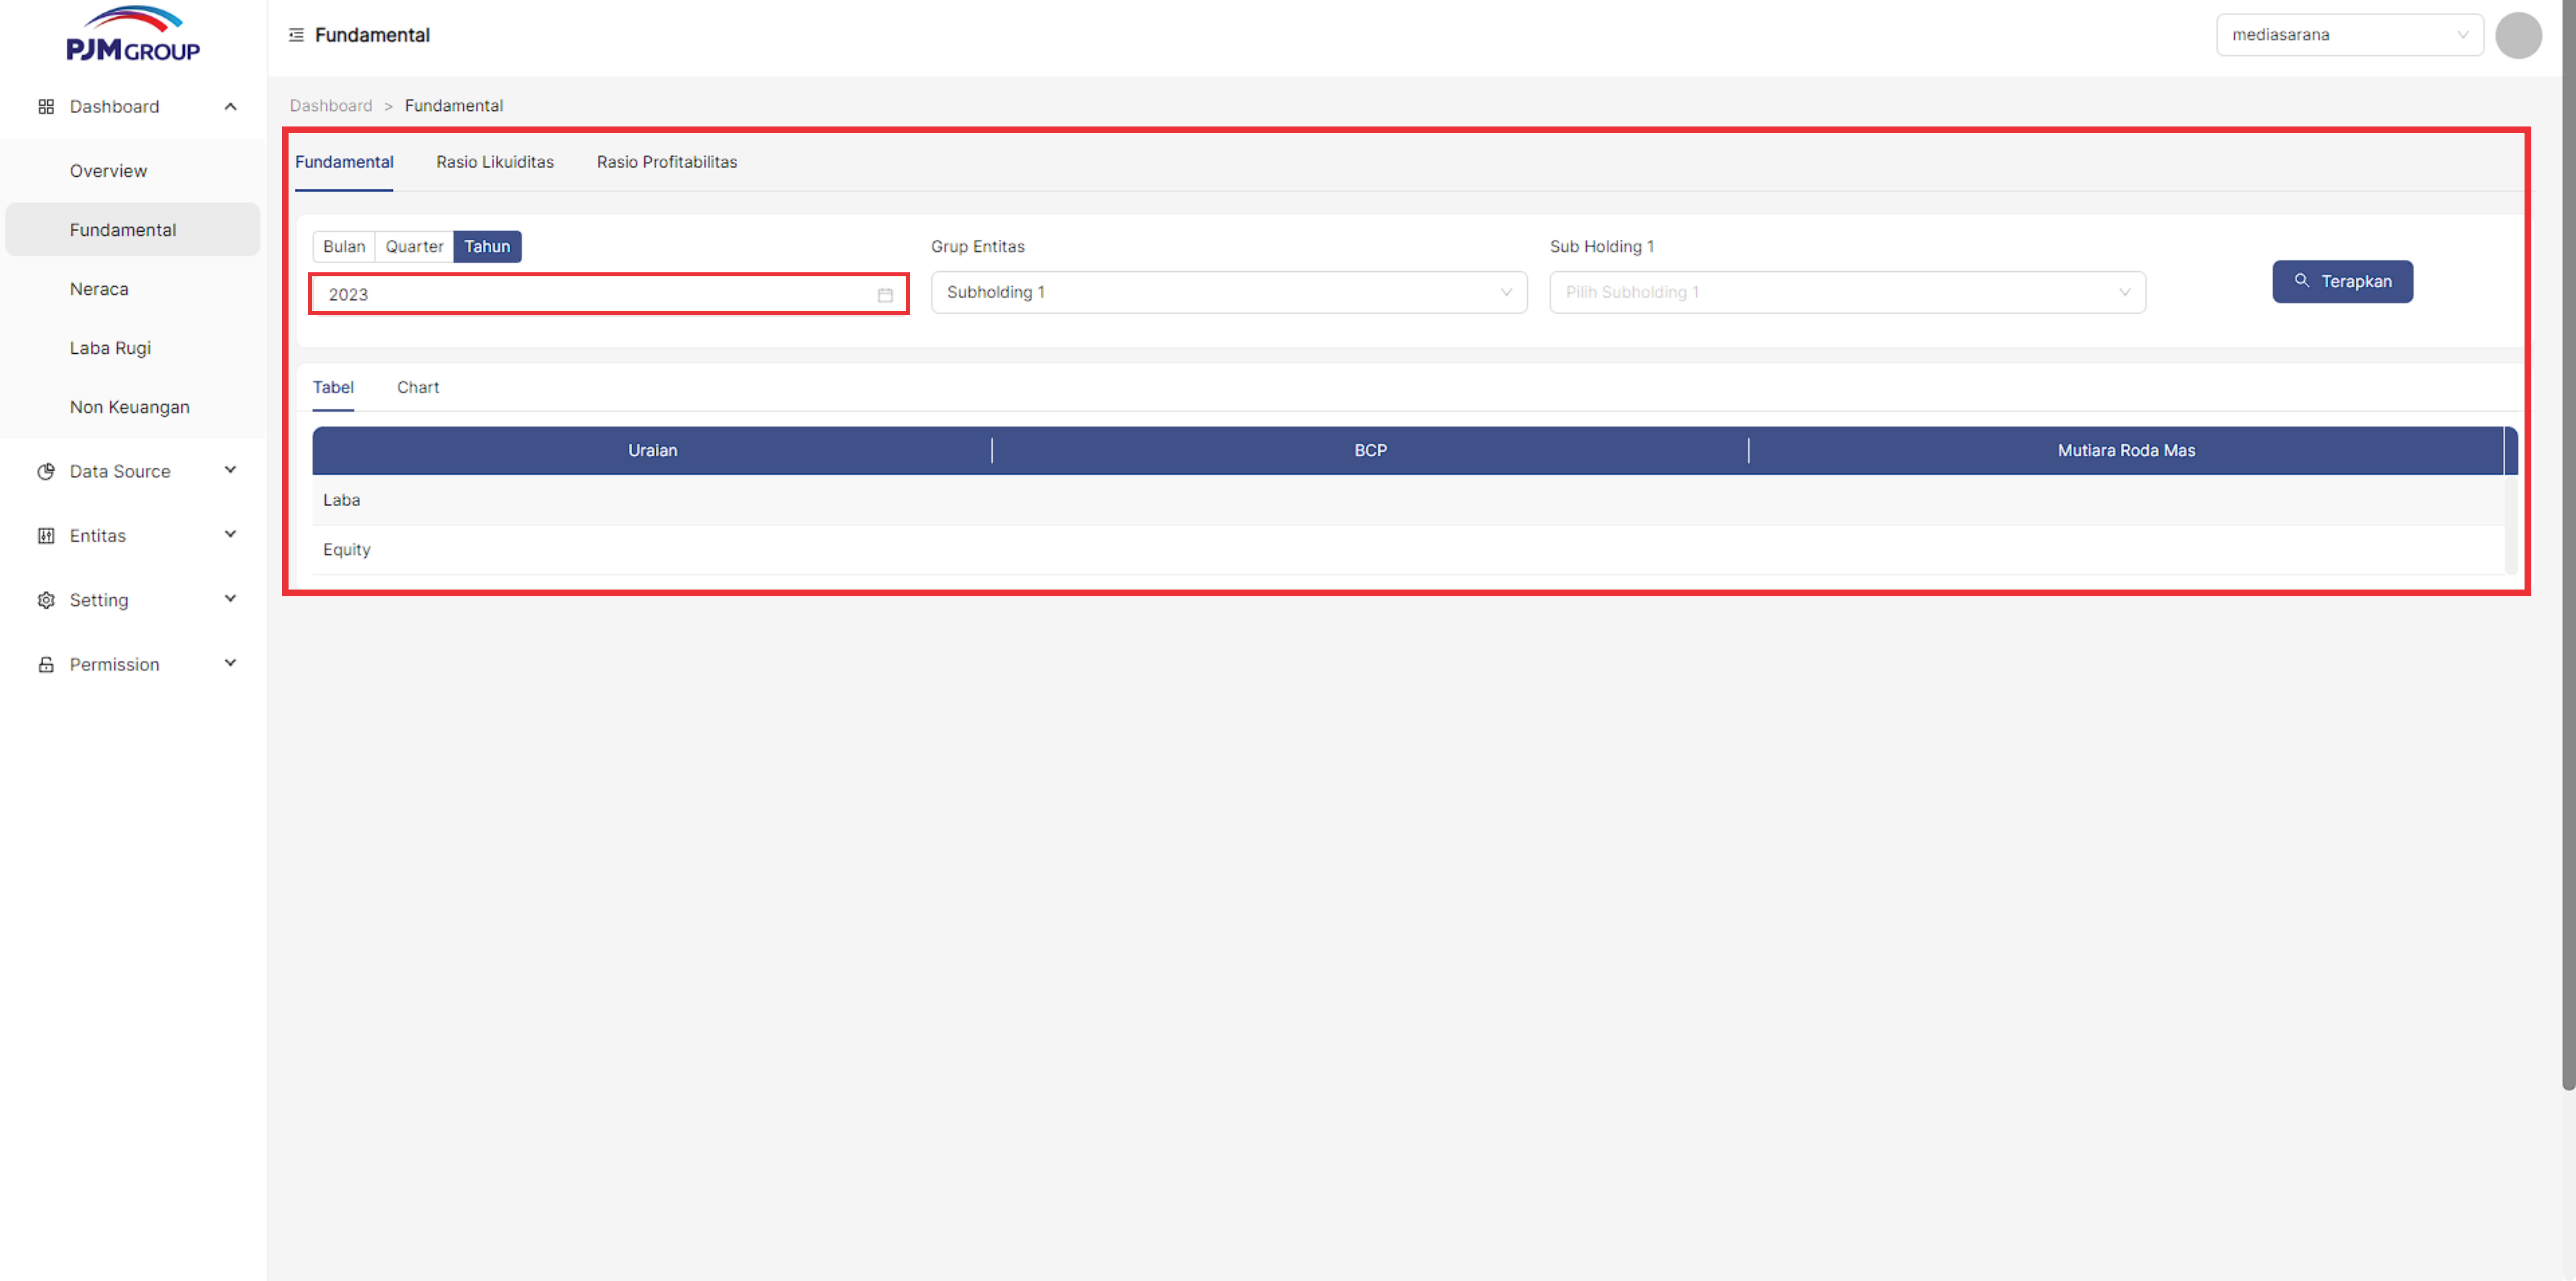 PJM GROUP
Fundamental
mediasarana
Dashboard
Overview
Fundamental
Neraca
Laba Rugi
Non Keuangan
Data Source
Entitas
Setting
Permission
Dashboard > Fundamental
Fundamental Rasio Likuiditas Rasio Profitabilitas
Bulan Quarter Tahun
2023
Grup Entitas
Subholding 1
Sub Holding 1
Pilih Subholding 1
Terapkan
Tabel Chart
Uraian BCP Mutiara Roda Mas
Laba
Equity